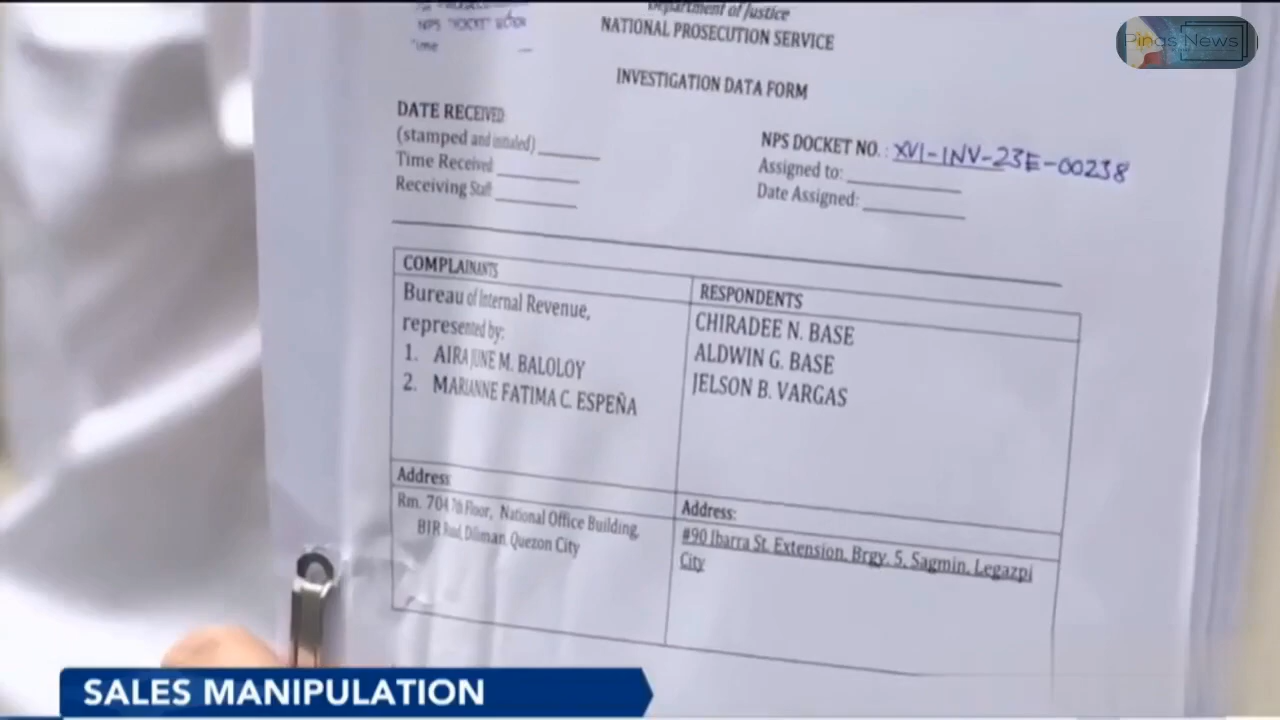 Department of Justice
NATIONAL PROSECUTION SERVICE
Pinas News
INVESTIGATION DATA FORM
DATE RECEIVED
(stamped and initialed)
Time Received
Receiving Staff
NPS DOCKET NO. : XVI-INV-23E-00238
Assigned to:
Date Assigned:
COMPLAINANTS
Bureau of Internal Revenue,
represented by:
1. AIRA JUNE M. BALOLOY
2. MARIANNE FATIMA C. ESPEÑA
RESPONDENTS
CHIRADEE N. BASE
ALDWIN G. BASE
JELSON B. VARGAS
Address
Rm. 704 7th Floor, National Office Building,
BIR Road, Diliman, Quezon City
Address:
#90 Ibarra St. Extension, Brgy. 5, Sagmin, Legazpi
City
SALES MANIPULATION